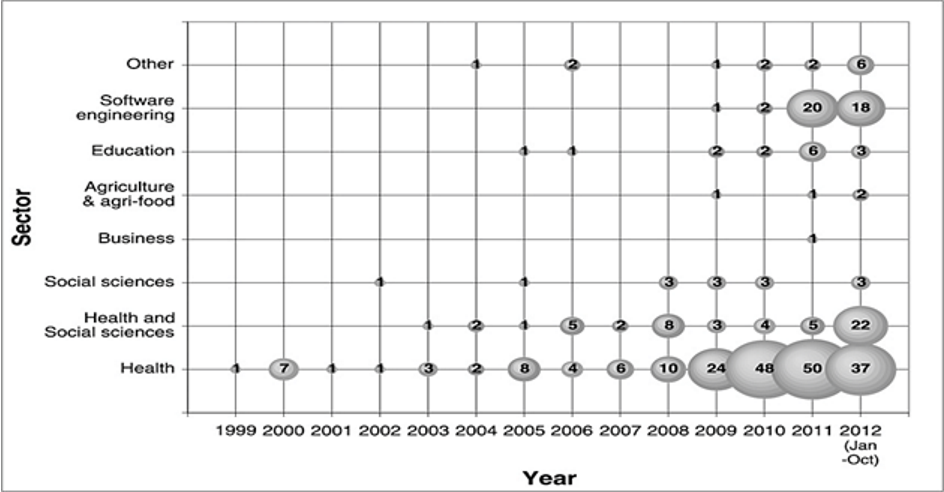 Other 1 2 1 2 2 6
Software
engineering 1 2 20 18
Education 1 1 2 2 6 3
Agriculture
& agri-food 1 1 2
Business 1
Social sciences 1 1 3 3 3 3
Health and
Social sciences 1 2 1 5 2 8 3 4 5 22
Health 1 7 1 1 3 2 8 4 6 10 24 48 50 37
Sector
1999 2000 2001 2002 2003 2004 2005 2006 2007 2008 2009 2010 2011 2012
(Jan
-Oct)
Year